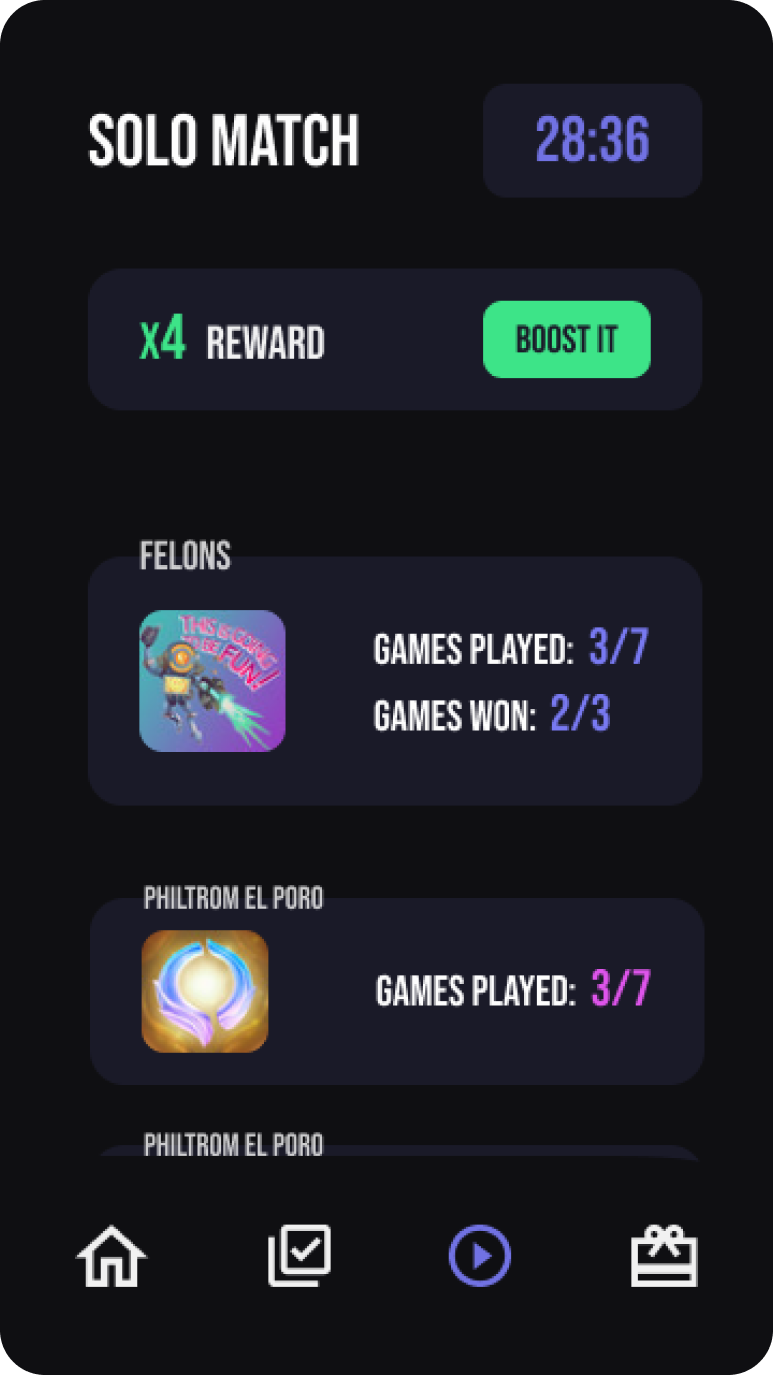 SOLO MATCH
28:36
X4 REWARD
BOOST IT
FELONS
THIS IS GOING
TO BE FUN!
GAMES PLAYED: 3/7
GAMES WON: 2/3
PHILTROM EL PORO
GAMES PLAYED: 3/7
PHILTROM EL PORO